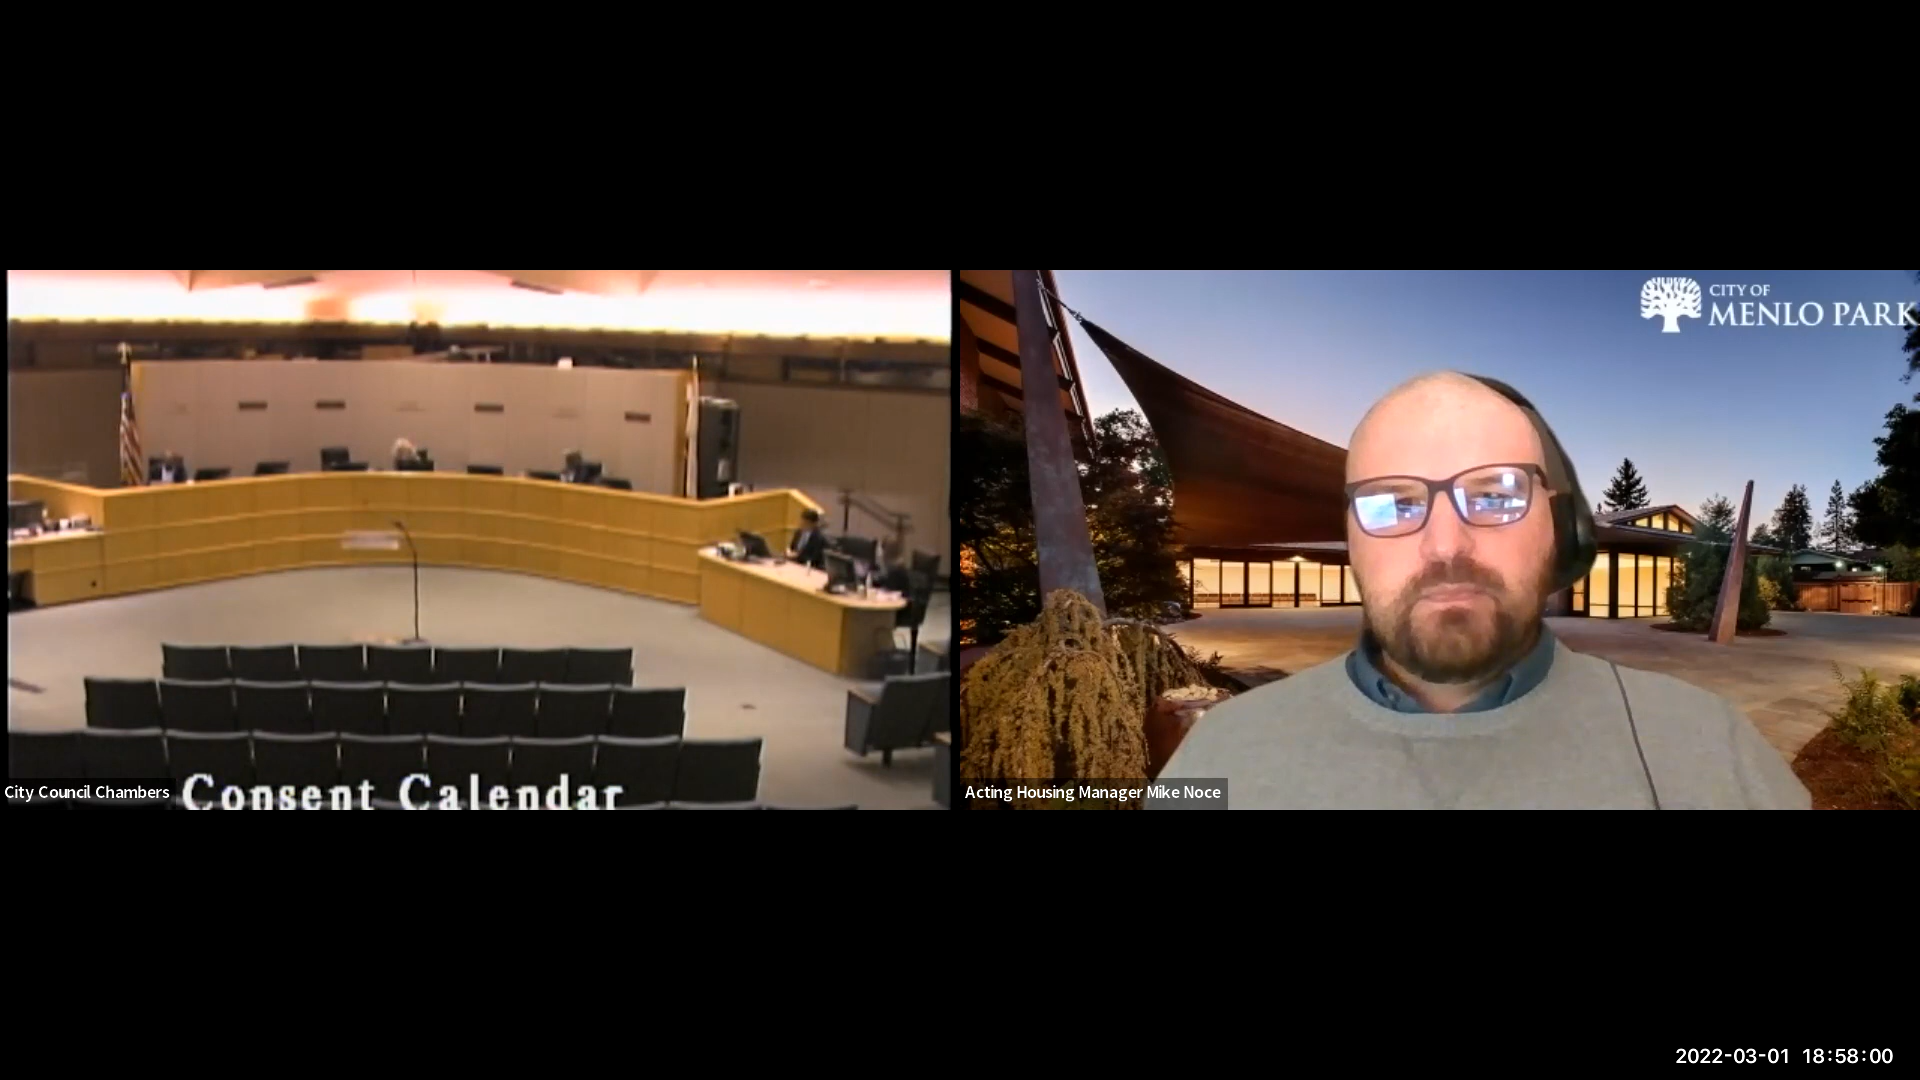 CITY OF
MENLO PARK
City Council Chambers
Consent Calendar
Acting Housing Manager Mike Noce
2022-03-01 18:58:00